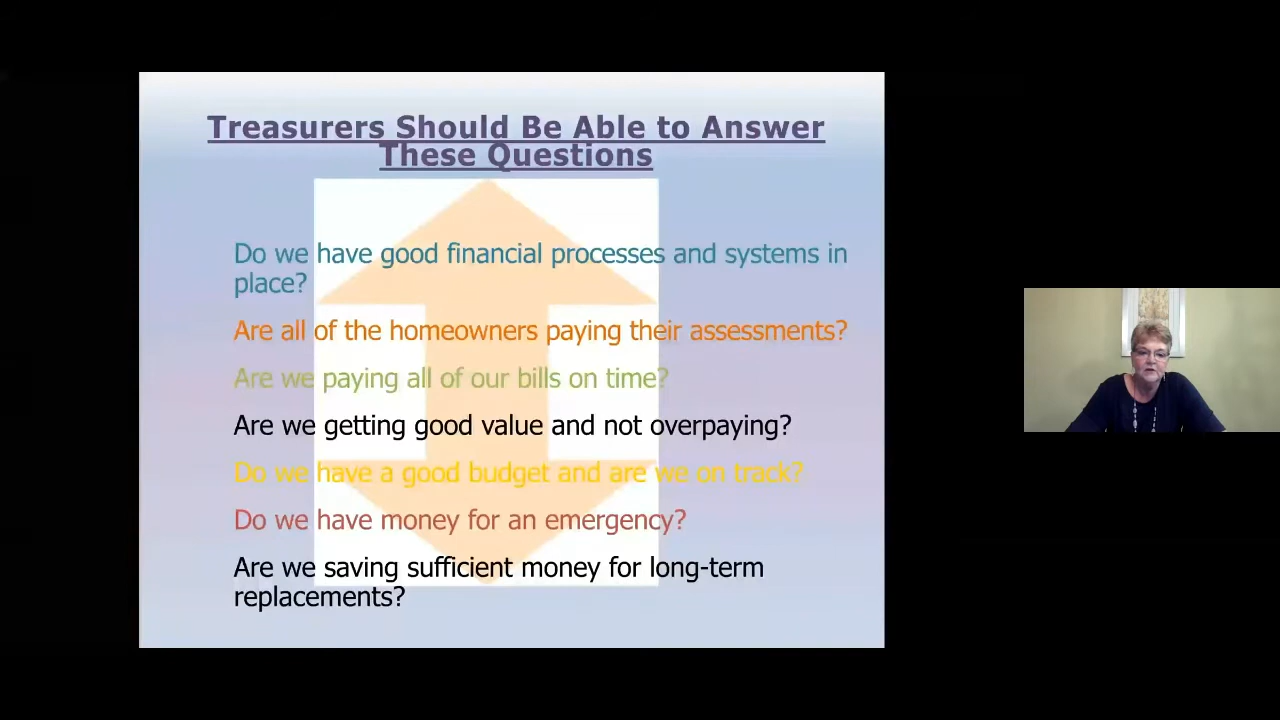 Treasurers Should Be Able to Answer
These Questions
Do we have good financial processes and systems in
place?
Are all of the homeowners paying their assessments?
Are we paying all of our bills on time?
Are we getting good value and not overpaying?
Do we have a good budget and are we on track?
Do we have money for an emergency?
Are we saving sufficient money for long-term
replacements?